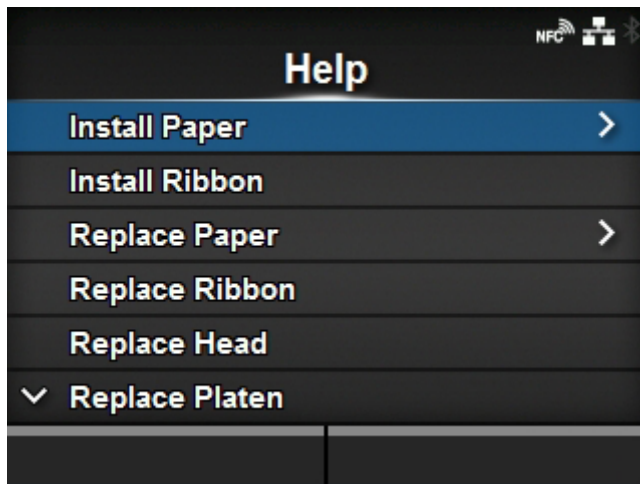 NFC
Help
Install Paper
Install Ribbon
Replace Paper
Replace Ribbon
Replace Head
Replace Platen